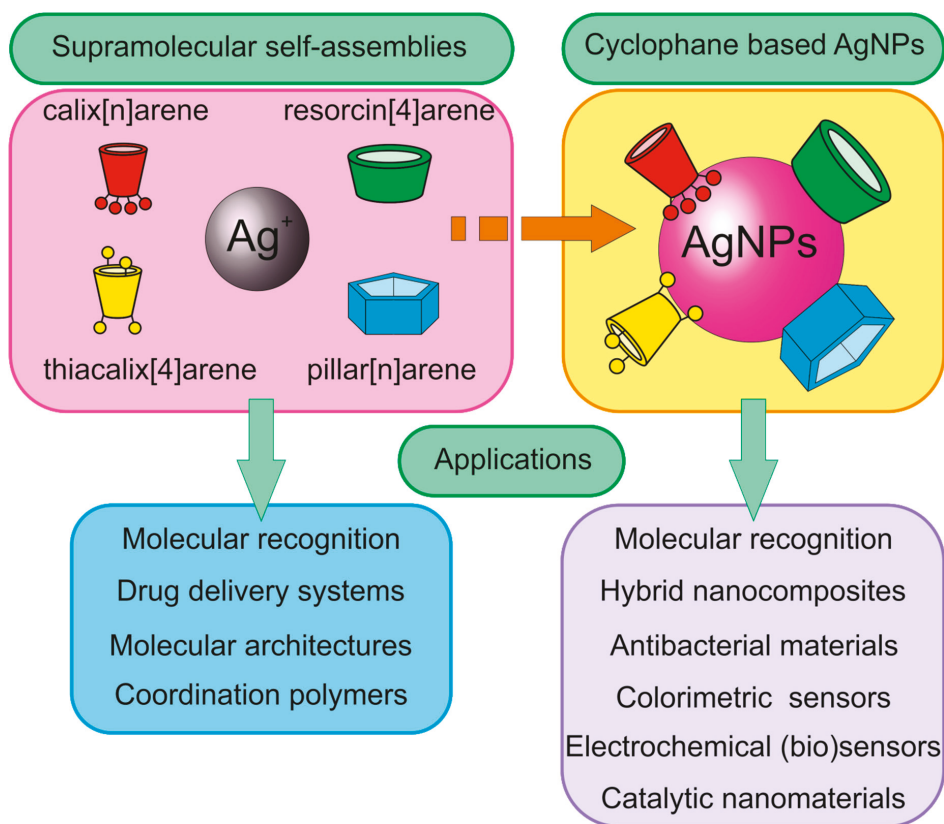 Supramolecular self-assemblies
Cyclophane based AgNPs
calix[n]arene
resorcin[4]arene
Ag+
AgNPs
thiacalix[4]arene
pillar[n]arene
Applications
Molecular recognition
Drug delivery systems
Molecular architectures
Coordination polymers
Molecular recognition
Hybrid nanocomposites
Antibacterial materials
Colorimetric sensors
Electrochemical (bio)sensors
Catalytic nanomaterials